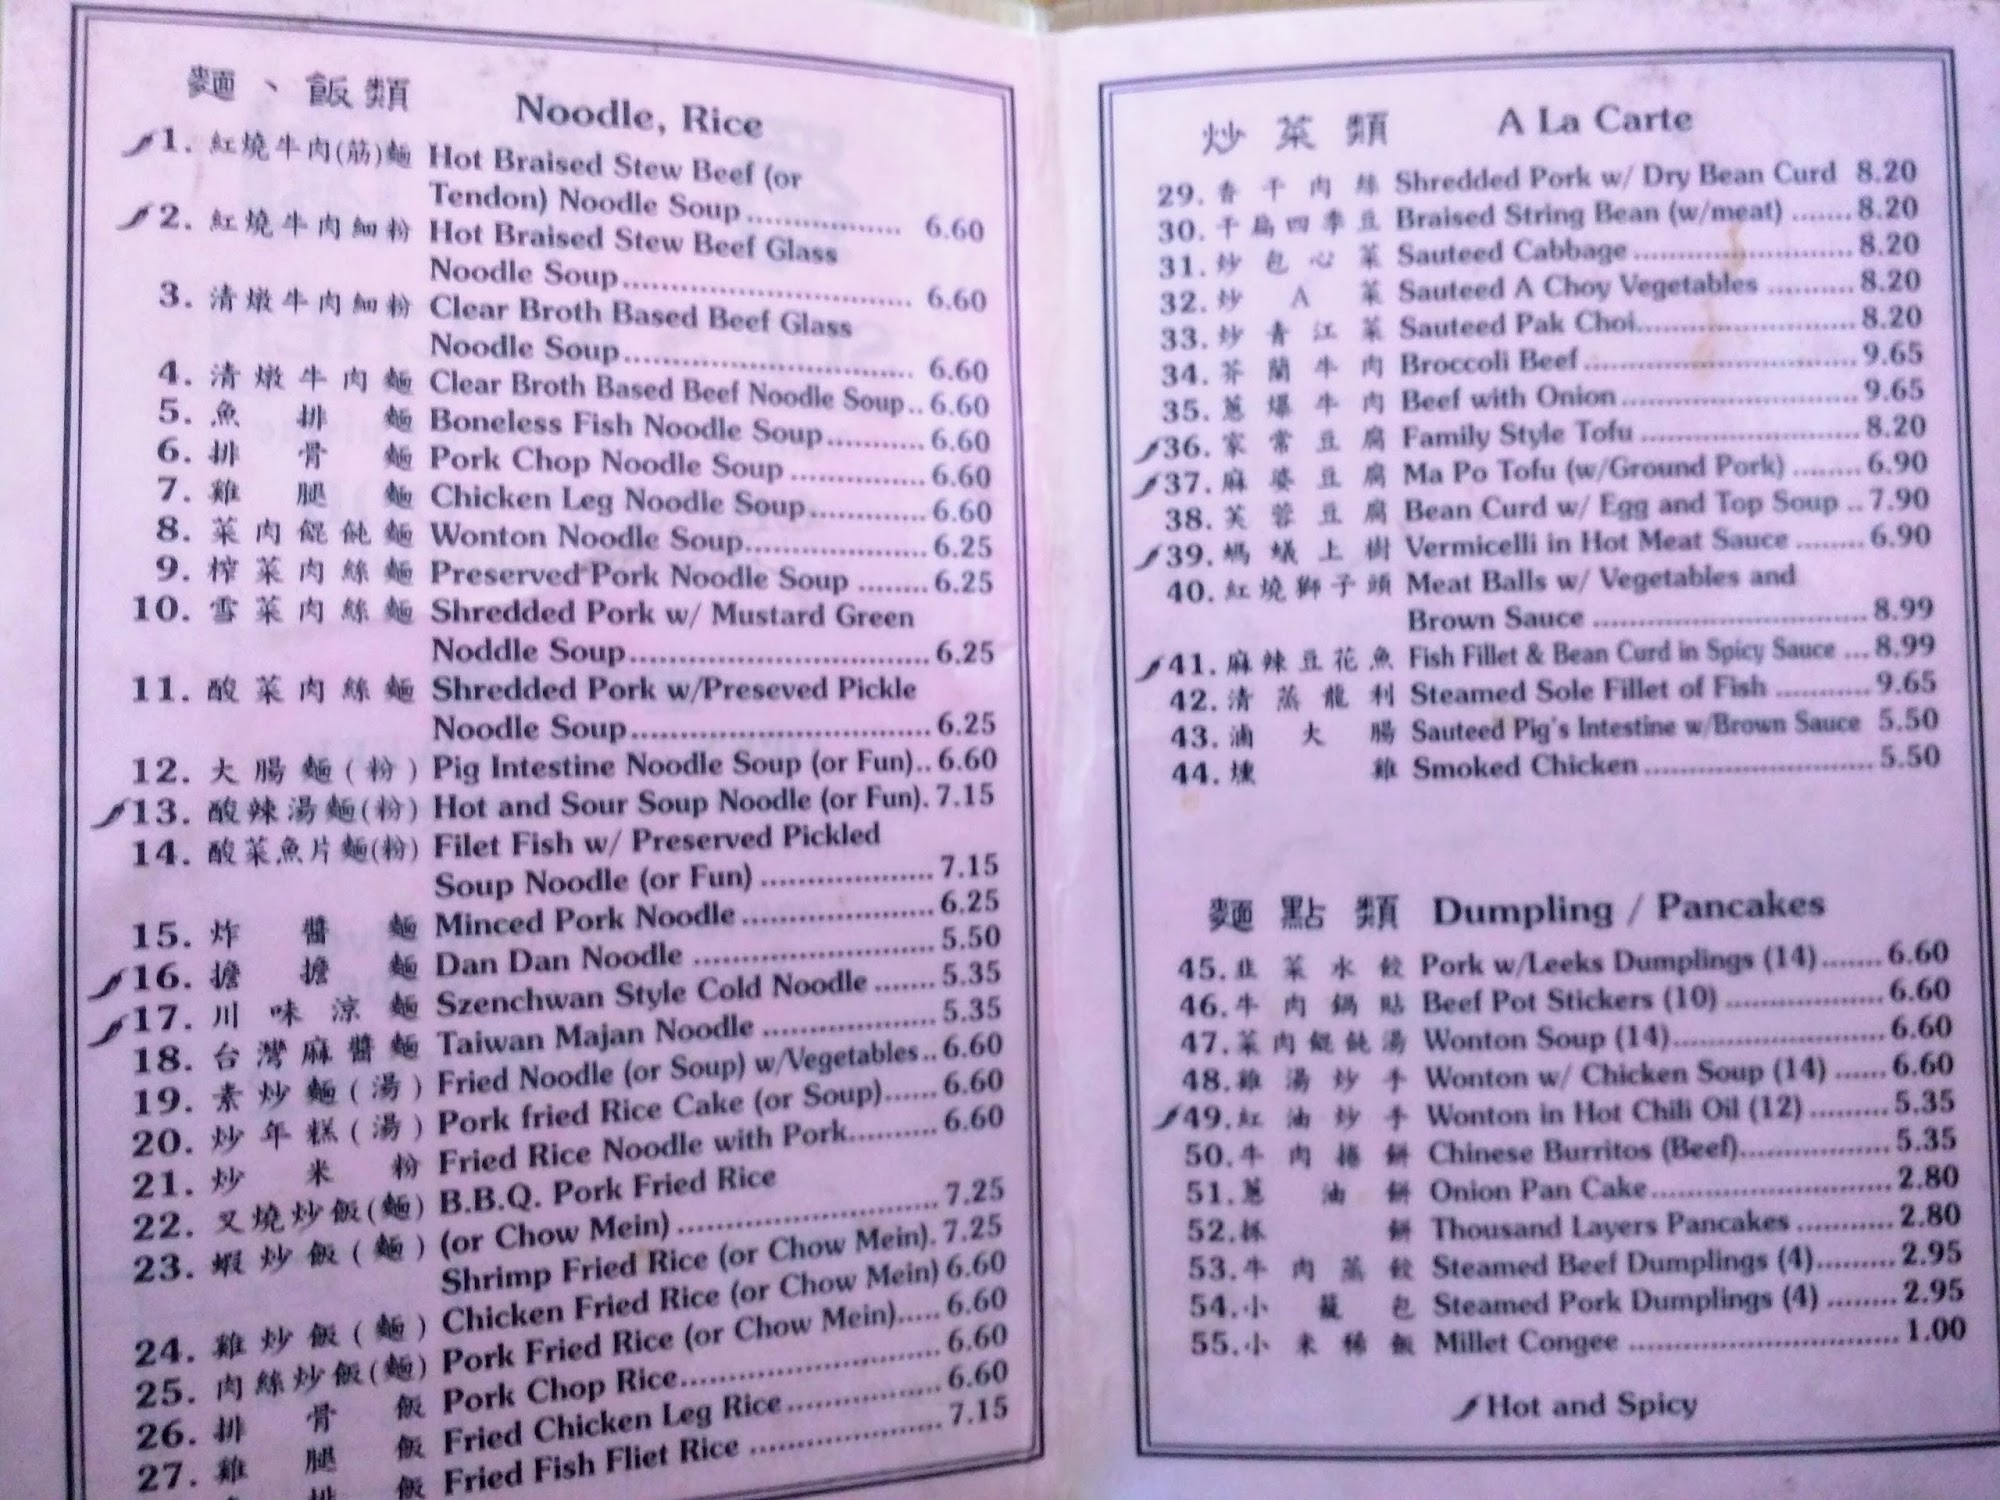 麵、飯類 Noodle, Rice
1. 紅燒牛肉(筋)麵 Hot Braised Stew Beef (or
Tendon) Noodle Soup .................. 6.60
2. 紅燒牛肉細粉 Hot Braised Stew Beef Glass
Noodle Soup................................. 6.60
3. 清燉牛肉細粉 Clear Broth Based Beef Glass
Noodle Soup................................. 6.60
4. 清燉牛肉麵 Clear Broth Based Beef Noodle Soup.. 6.60
5. 魚排麵 Boneless Fish Noodle Soup........... 6.60
6. 排骨麵 Pork Chop Noodle Soup ............... 6.60
7. 雞腿麵 Chicken Leg Noodle Soup............. 6.60
8. 菜肉餛飩麵 Wonton Noodle Soup..................... 6.25
9. 榨菜肉絲麵 Preserved Pork Noodle Soup ........ 6.25
10. 雪菜肉絲麵 Shredded Pork w/ Mustard Green
Noddle Soup.................................. 6.25
11. 酸菜肉絲麵 Shredded Pork w/Preseved Pickle
Noodle Soup.................................. 6.25
12. 大腸麵(粉) Pig Intestine Noodle Soup (or Fun).. 6.60
13. 酸辣湯麵(粉) Hot and Sour Soup Noodle (or Fun). 7.15
14. 酸菜魚片麵(粉) Filet Fish w/ Preserved Pickled
Soup Noodle (or Fun) .................... 7.15
15. 炸醬麵 Minced Pork Noodle ...................... 6.25
16. 擔擔麵 Dan Dan Noodle ........................... 5.50
17. 川味涼麵 Szenchwan Style Cold Noodle ....... 5.35
18. 台灣麻醬麵 Taiwan Majan Noodle .................... 5.35
19. 素炒麵(湯) Fried Noodle (or Soup) w/Vegetables.. 6.60
20. 炒年糕(湯) Pork fried Rice Cake (or Soup)...... 6.60
21. 炒米粉 Fried Rice Noodle with Pork.......... 6.60
22. 叉燒炒飯(麵) B.B.Q. Pork Fried Rice
(or Chow Mein) .............................. 7.25
23. 蝦炒飯(麵) Shrimp Fried Rice (or Chow Mein). 7.25
24. 雞炒飯(麵) Chicken Fried Rice (or Chow Mein) 6.60
25. 肉絲炒飯(麵) Pork Fried Rice (or Chow Mein)..... 6.60
26. 排骨飯 Pork Chop Rice.............................. 6.60
27. 雞腿飯 Fried Chicken Leg Rice .................. 6.60
排飯 Fried Fish Fliet Rice ...................... 7.15
炒菜類 A La Carte
29. 香干肉絲 Shredded Pork w/ Dry Bean Curd 8.20
30. 干扁四季豆 Braised String Bean (w/meat) ....... 8.20
31. 炒包心菜 Sauteed Cabbage ........................... 8.20
32. 炒A菜 Sauteed A Choy Vegetables .......... 8.20
33. 炒青江菜 Sauteed Pak Choi........................... 8.20
34. 芥蘭牛肉 Broccoli Beef ................................. 9.65
35. 蔥爆牛肉 Beef with Onion ............................. 9.65
36. 家常豆腐 Family Style Tofu .......................... 8.20
37. 麻婆豆腐 Ma Po Tofu (w/Ground Pork) ........ 6.90
38. 芙蓉豆腐 Bean Curd w/ Egg and Top Soup .. 7.90
39. 螞蟻上樹 Vermicelli in Hot Meat Sauce ........ 6.90
40. 紅燒獅子頭 Meat Balls w/ Vegetables and
Brown Sauce ................................. 8.99
41. 麻辣豆花魚 Fish Fillet & Bean Curd in Spicy Sauce ... 8.99
42. 清蒸龍利 Steamed Sole Fillet of Fish ........... 9.65
43. 滷大腸 Sauteed Pig's Intestine w/Brown Sauce 5.50
44. 燻雞 Smoked Chicken ........................... 5.50
麵點類 Dumpling / Pancakes
45. 韭菜水餃 Pork w/Leeks Dumplings (14)....... 6.60
46. 牛肉鍋貼 Beef Pot Stickers (10) .................. 6.60
47. 菜肉餛飩湯 Wonton Soup (14)........................ 6.60
48. 雞湯炒手 Wonton w/ Chicken Soup (14) ...... 6.60
49. 紅油炒手 Wonton in Hot Chili Oil (12) ......... 5.35
50. 牛肉捲餅 Chinese Burritos (Beef)................. 5.35
51. 蔥油餅 Onion Pan Cake............................ 2.80
52. 餅 Thousand Layers Pancakes ........... 2.80
53. 牛肉蒸餃 Steamed Beef Dumplings (4)......... 2.95
54. 小籠包 Steamed Pork Dumplings (4) ........ 2.95
55. 小米稀飯 Millet Congee ............................... 1.00
Hot and Spicy